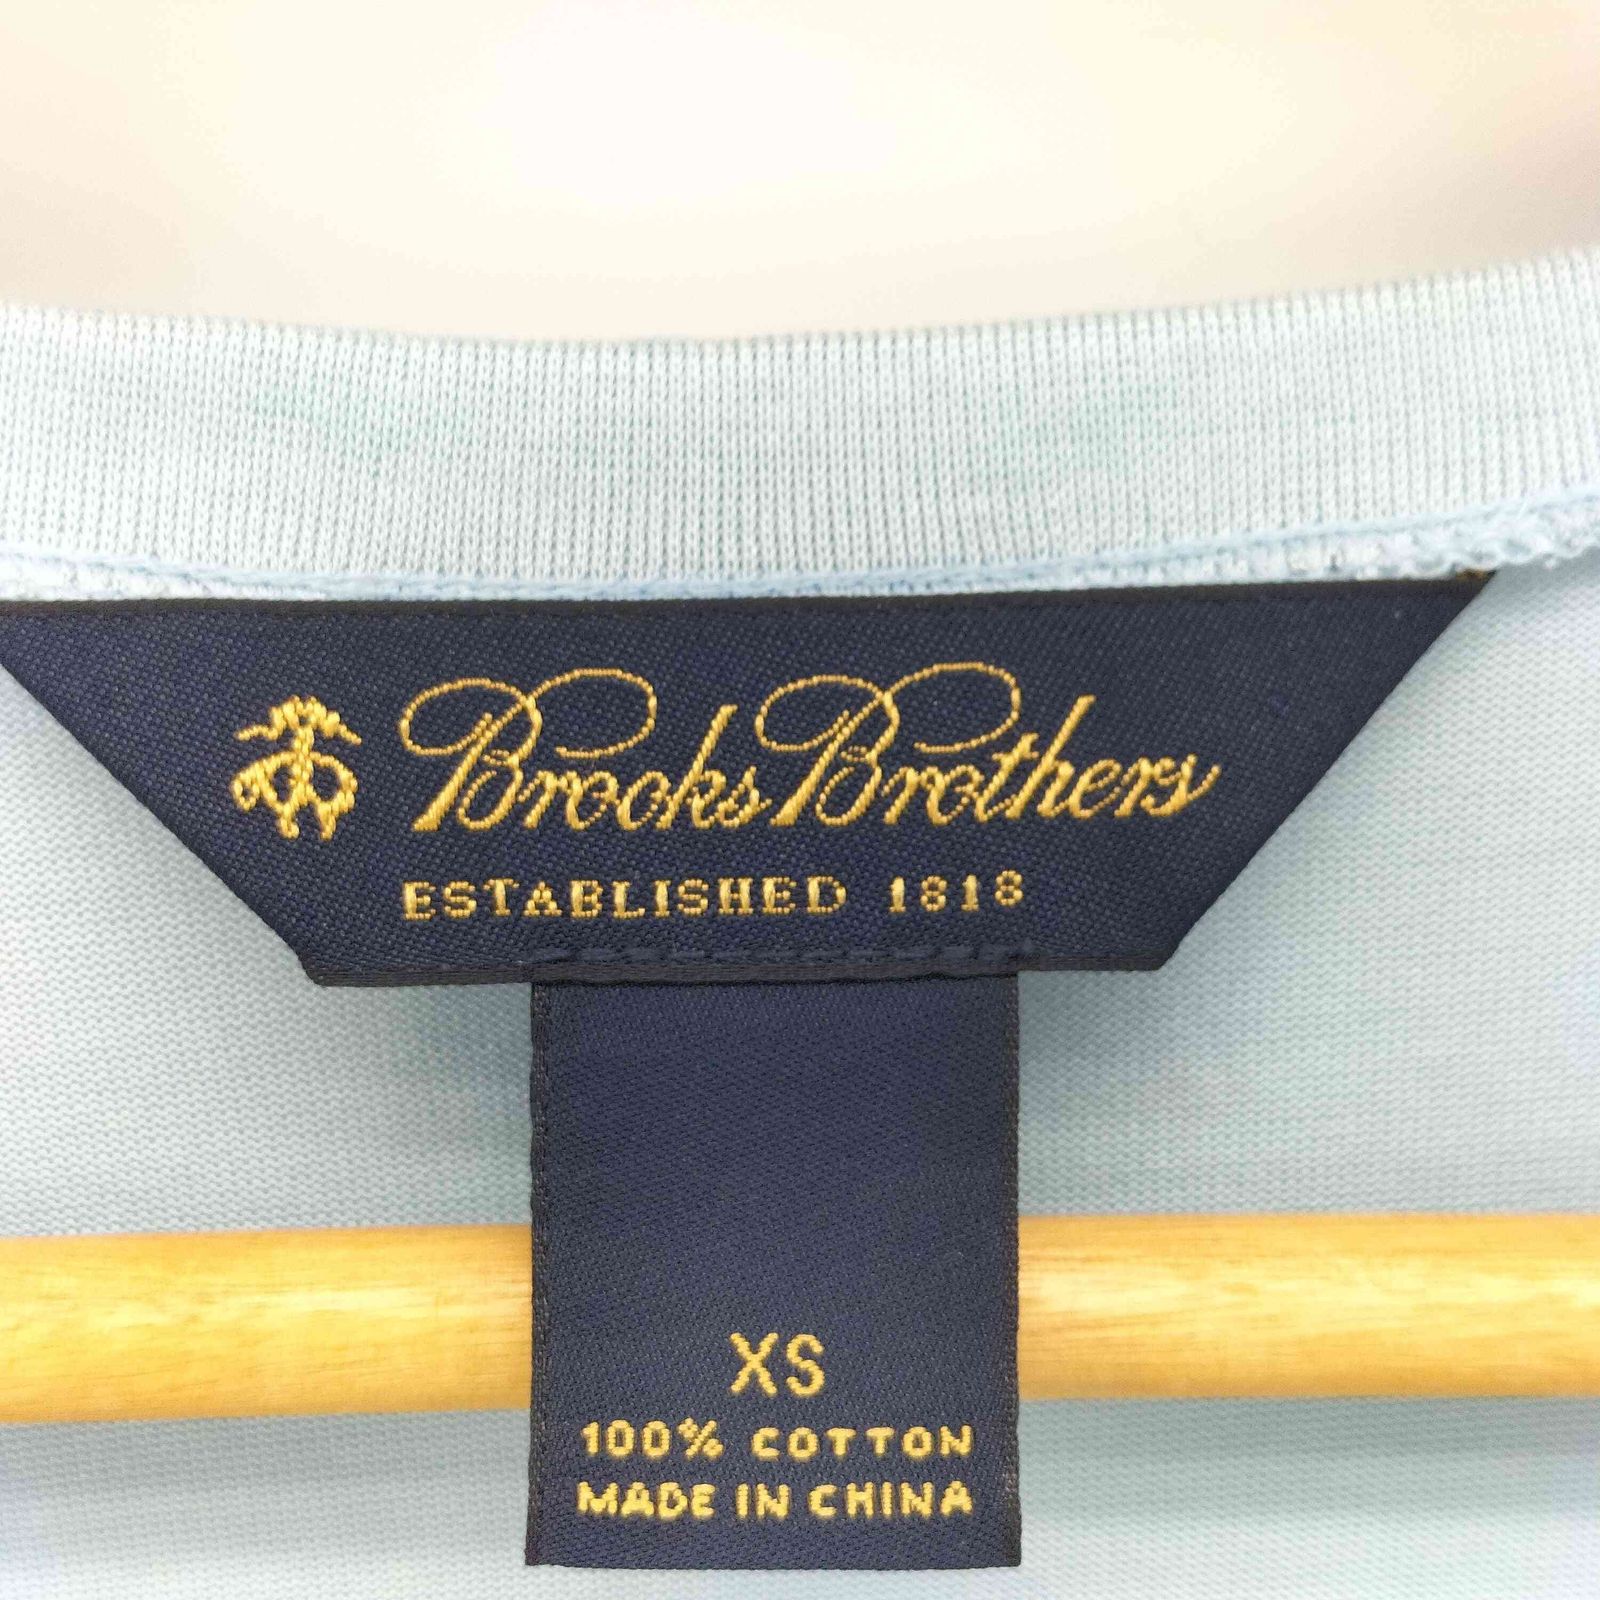 Brooks Brothers
ESTABLISHED 1818
XS
100% COTTON
MADE IN CHINA